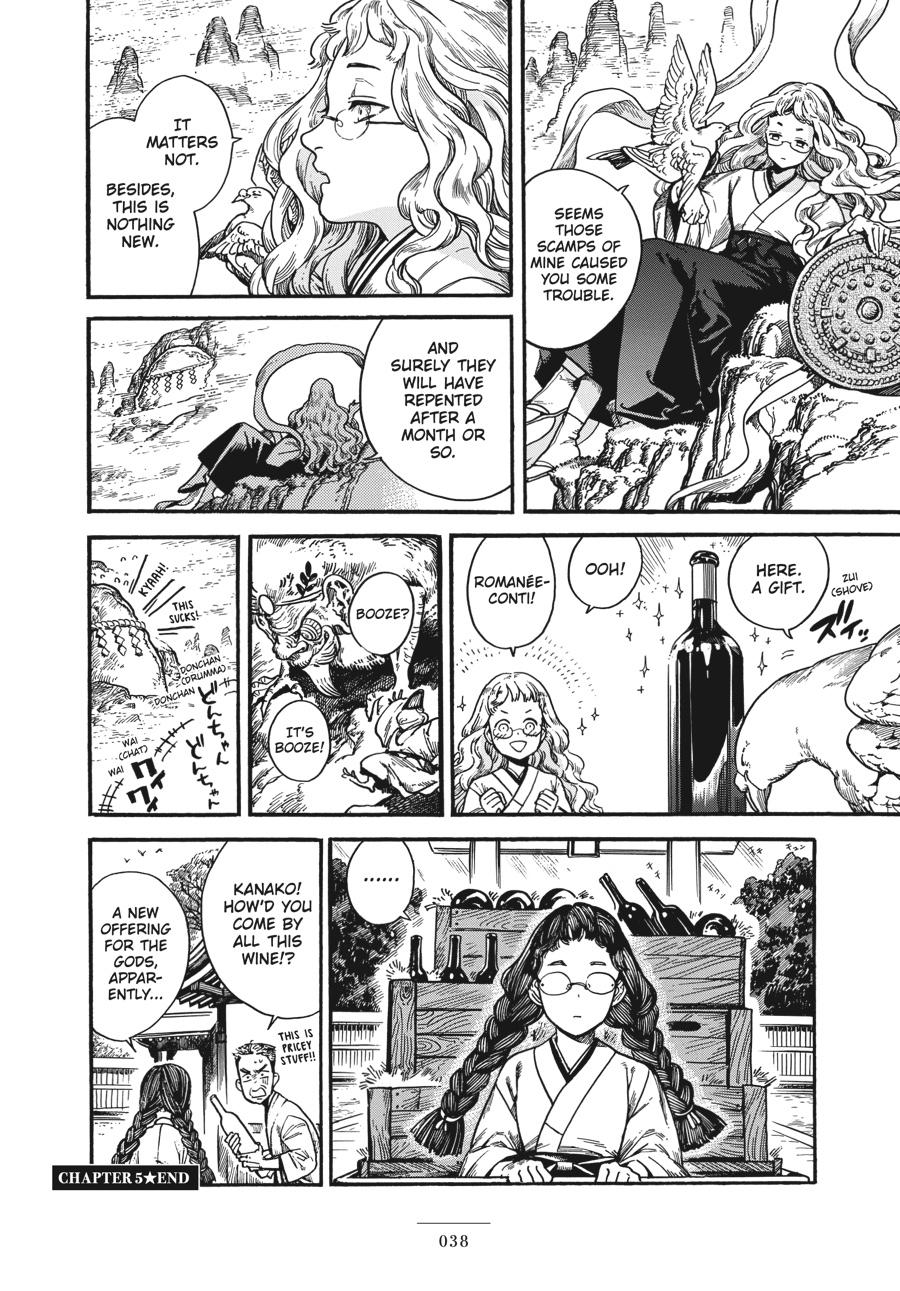 SEEMS
THOSE
SCAMPS OF
MINE CAUSED
YOU SOME
TROUBLE.
IT
MATTERS
NOT.
BESIDES,
THIS IS
NOTHING
NEW.
AND
SURELY THEY
WILL HAVE
REPENTED
AFTER A
MONTH OR
SO.
ZUI
(SHOVE)
ズイッ
HERE.
A GIFT.
OOH!
ROMANÉE-
CONTI!
BOOZE?
IT'S
BOOZE!
KYAAH!
THIS
SUCKS!
DONCHAN
(DRUMMA)
DONCHAN
どんちゃん
どんちゃん
WAI
(CHAT)
WAI
ワイ
ワイ
......
KANAKO!
HOW'D YOU
COME BY
ALL THIS
WINE!?
THIS IS
PRICEY
STUFF!!
A NEW
OFFERING
FOR THE
GODS,
APPAR-
ENTLY...
CHAPTER 5★END
038